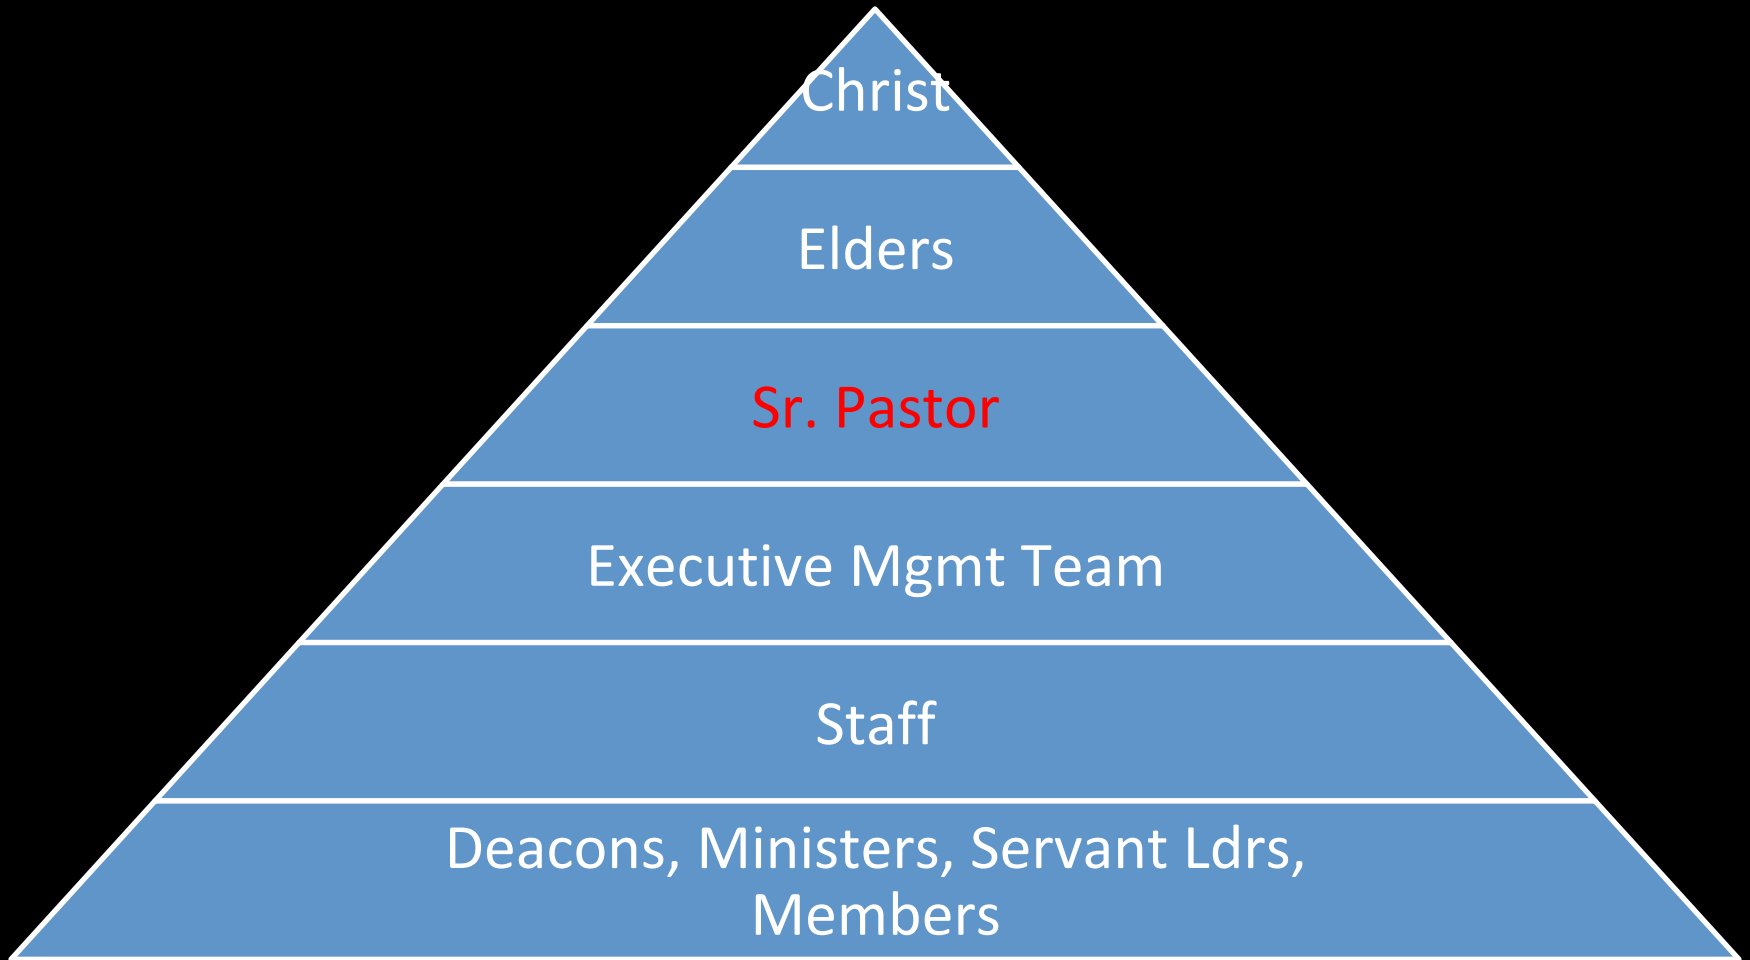 Christ
Elders
Sr. Pastor
Executive Mgmt Team
Staff
Deacons, Ministers, Servant Ldrs,
Members